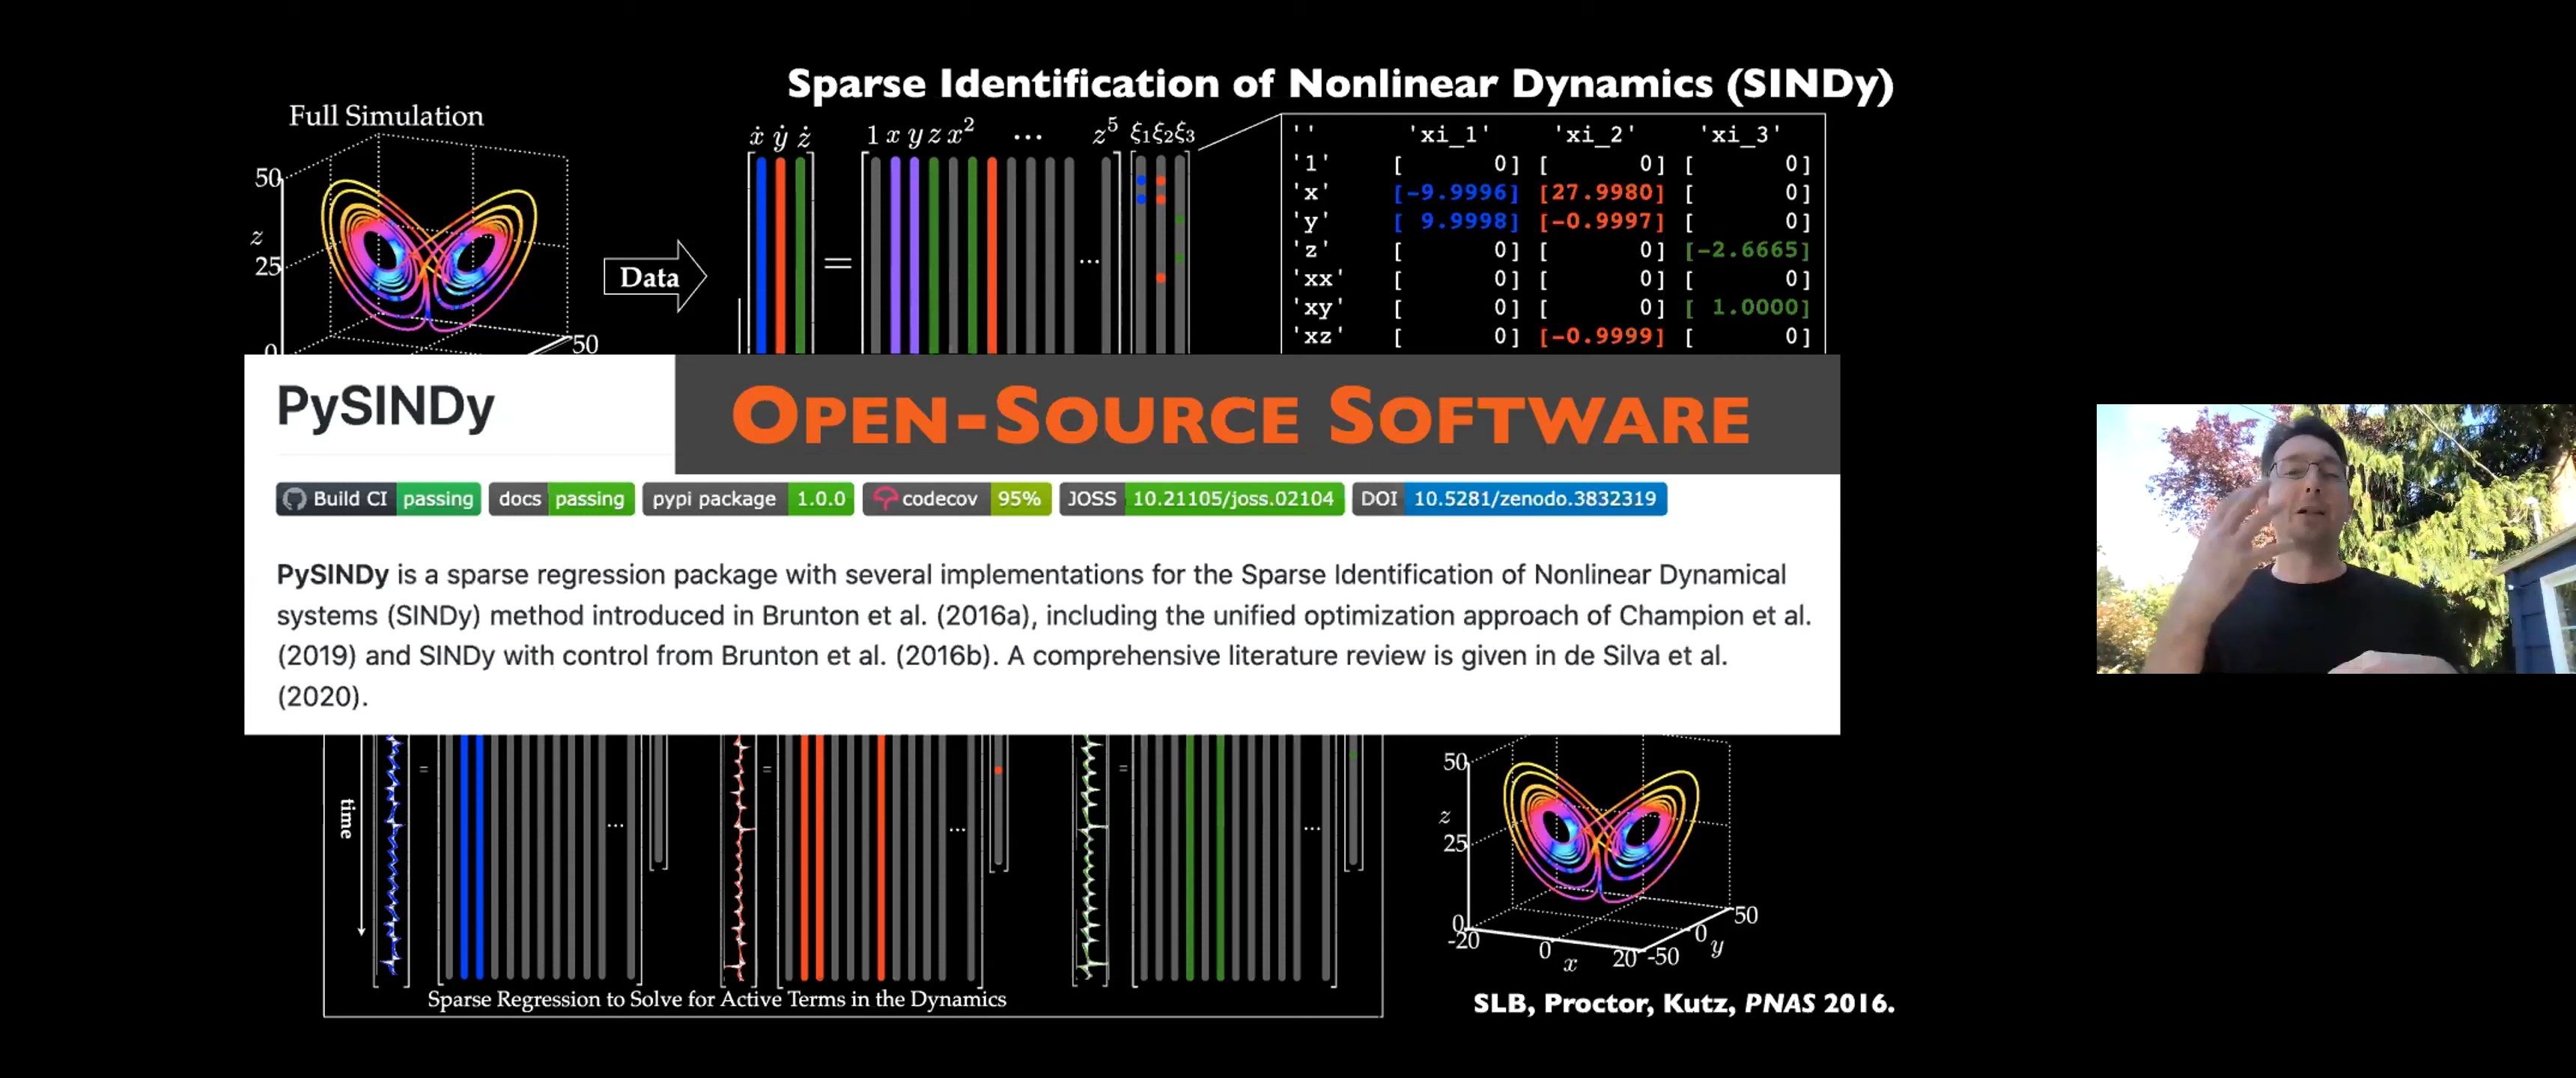 Sparse Identification of Nonlinear Dynamics (SINDy)
Full Simulation
50
z
25
0
50
Data
ẋ ẏ ż
=
1 x y z x² ... z⁵ ξ₁ξ₂ξ₃
...
'' 'xi_1' 'xi_2' 'xi_3'
'1' [ 0] [ 0] [ 0]
'x' [-9.9996] [27.9980] [ 0]
'y' [ 9.9998] [-0.9997] [ 0]
'z' [ 0] [ 0] [-2.6665]
'xx' [ 0] [ 0] [ 0]
'xy' [ 0] [ 0] [ 1.0000]
'xz' [ 0] [-0.9999] [ 0]
PySINDy
OPEN-SOURCE SOFTWARE
Build CI passing docs passing pypi package 1.0.0 codecov 95% JOSS 10.21105/joss.02104 DOI 10.5281/zenodo.3832319
PySINDy is a sparse regression package with several implementations for the Sparse Identification of Nonlinear Dynamical
systems (SINDy) method introduced in Brunton et al. (2016a), including the unified optimization approach of Champion et al.
(2019) and SINDy with control from Brunton et al. (2016b). A comprehensive literature review is given in de Silva et al.
(2020).
time
= ...
= ...
= ...
Sparse Regression to Solve for Active Terms in the Dynamics
50
z
25
0
-20 0 20 -50 0 50
x
y
SLB, Proctor, Kutz, PNAS 2016.